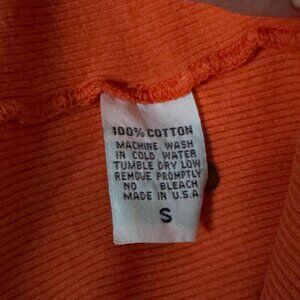 100% COTTON
MACHINE WASH
IN COLD WATER
TUMBLE DRY LOW
REMOVE PROMPTLY
NO BLEACH
MADE IN U.S.A.
S